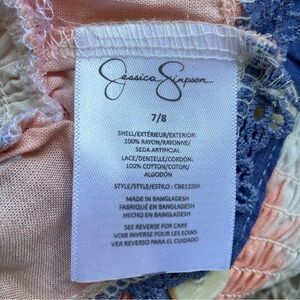 Jessica Simpson
7/8
SHELL/EXTÉRIEUR/EXTERIOR:
100% RAYON/RAYONNE/
SEDA ARTIFICIAL
LACE/DENTELLE/CORDÓN:
100% COTTON/COTON/
ALGODÓN
STYLE/STYLE/ESTILO : CB812JSH
MADE IN BANGLADESH
FABRIQUÉ EN BANGLADESH
HECHO EN BANGLADESH
SEE REVERSE FOR CARE
VOIR INVERSE POUR LES SOINS
VER REVERSO PARA EL CUIDADO